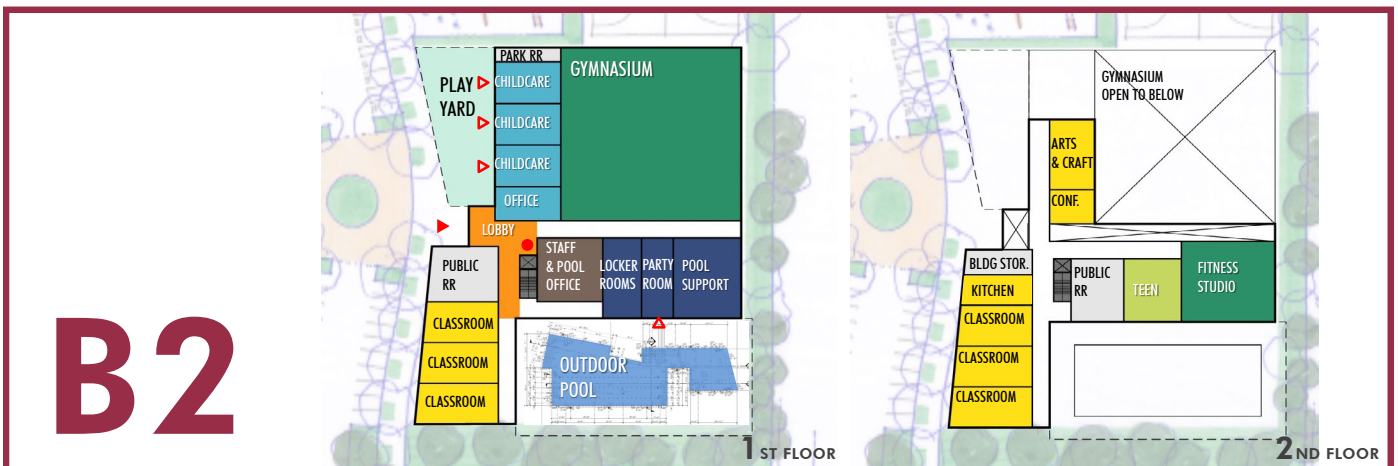 B2
PARK RR
GYMNASIUM
CHILDCARE
PLAY
YARD
CHILDCARE
CHILDCARE
OFFICE
LOBBY
STAFF
& POOL
OFFICE
LOCKER
ROOMS
PARTY
ROOM
POOL
SUPPORT
PUBLIC
RR
CLASSROOM
CLASSROOM
CLASSROOM
OUTDOOR
POOL
1ST FLOOR
GYMNASIUM
OPEN TO BELOW
ARTS
& CRAFT
CONF.
BLDG STOR.
KITCHEN
CLASSROOM
CLASSROOM
CLASSROOM
PUBLIC
RR
TEEN
FITNESS
STUDIO
2ND FLOOR